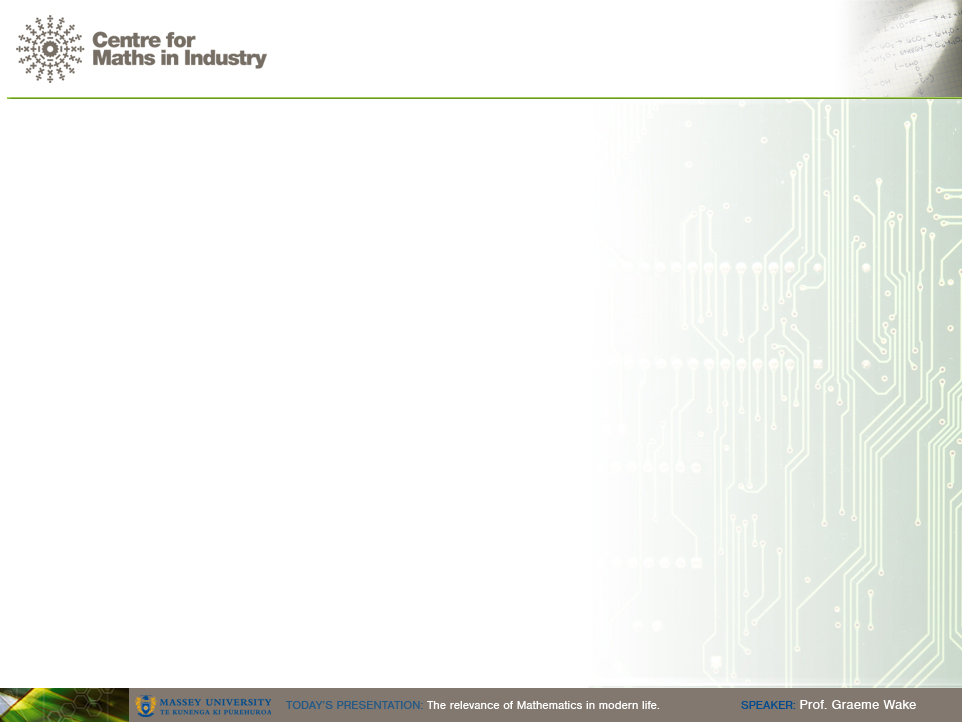 Centre for
Maths in Industry
MASSEY UNIVERSITY
TE KUNENGA KI PŪREHUROA
TODAY'S PRESENTATION: The relevance of Mathematics in modern life.
SPEAKER: Prof. Graeme Wake